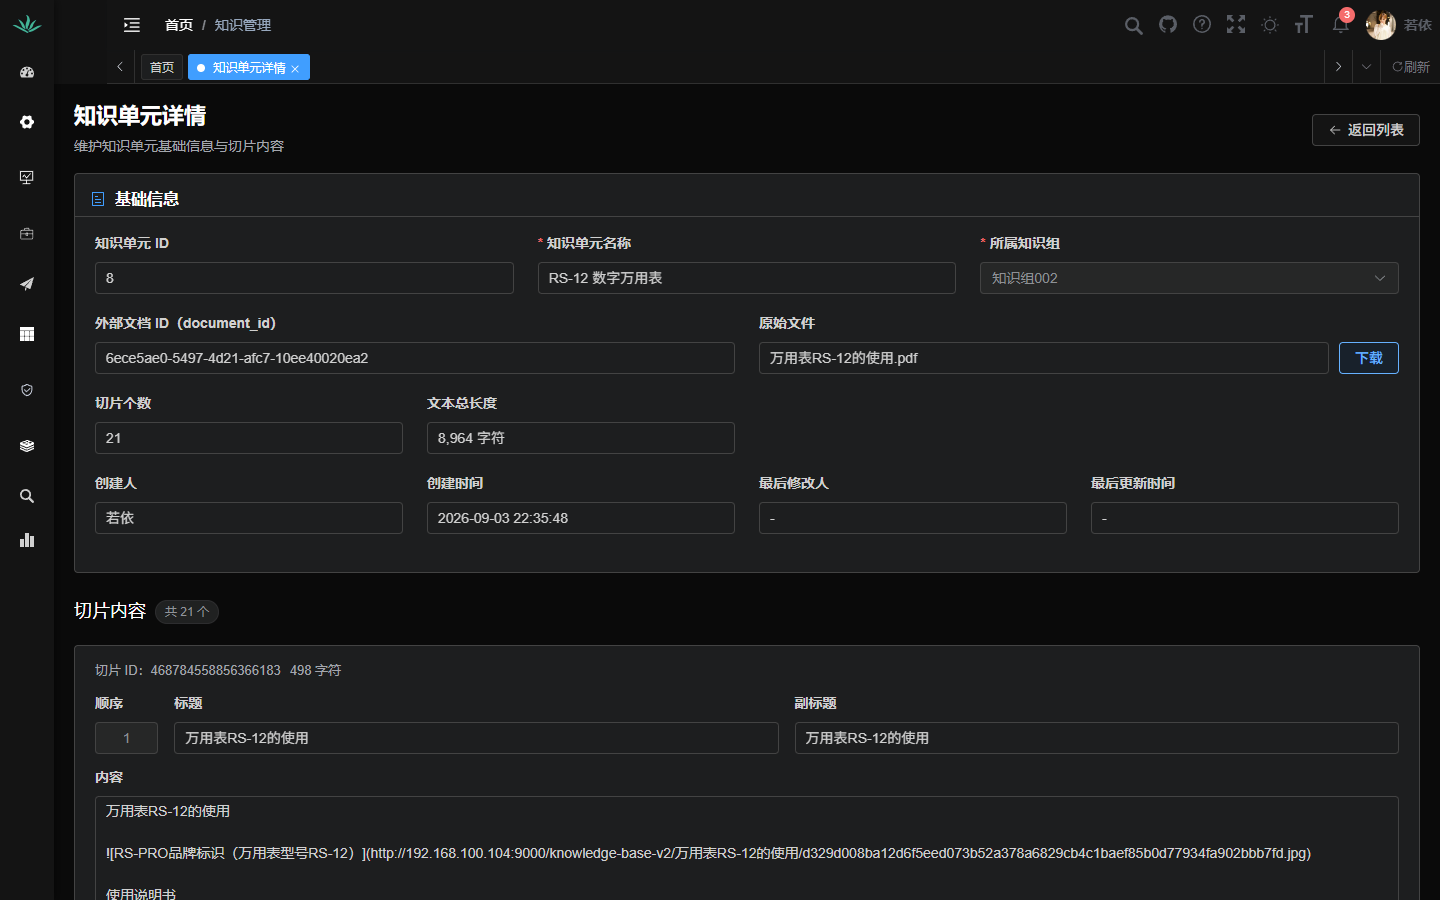 首页 / 知识管理
3
若依
首页
知识单元详情
刷新
知识单元详情
维护知识单元基础信息与切片内容
返回列表
基础信息
知识单元 ID
* 知识单元名称
* 所属知识组
8
RS-12 数字万用表
知识组002
外部文档 ID（document_id）
原始文件
6ece5ae0-5497-4d21-afc7-10ee40020ea2
万用表RS-12的使用.pdf
下载
切片个数
文本总长度
21
8,964 字符
创建人
创建时间
最后修改人
最后更新时间
若依
2026-09-03 22:35:48
-
-
切片内容
共 21 个
切片 ID：468784558856366183 498 字符
顺序
标题
副标题
1
万用表RS-12的使用
万用表RS-12的使用
内容
万用表RS-12的使用
![RS-PRO品牌标识（万用表型号RS-12）](http://192.168.100.104:9000/knowledge-base-v2/万用表RS-12的使用/d329d008ba12d6f5eed073b52a378a6829cb4c1baef85b0d77934fa902bbb7fd.jpg)
使用说明书